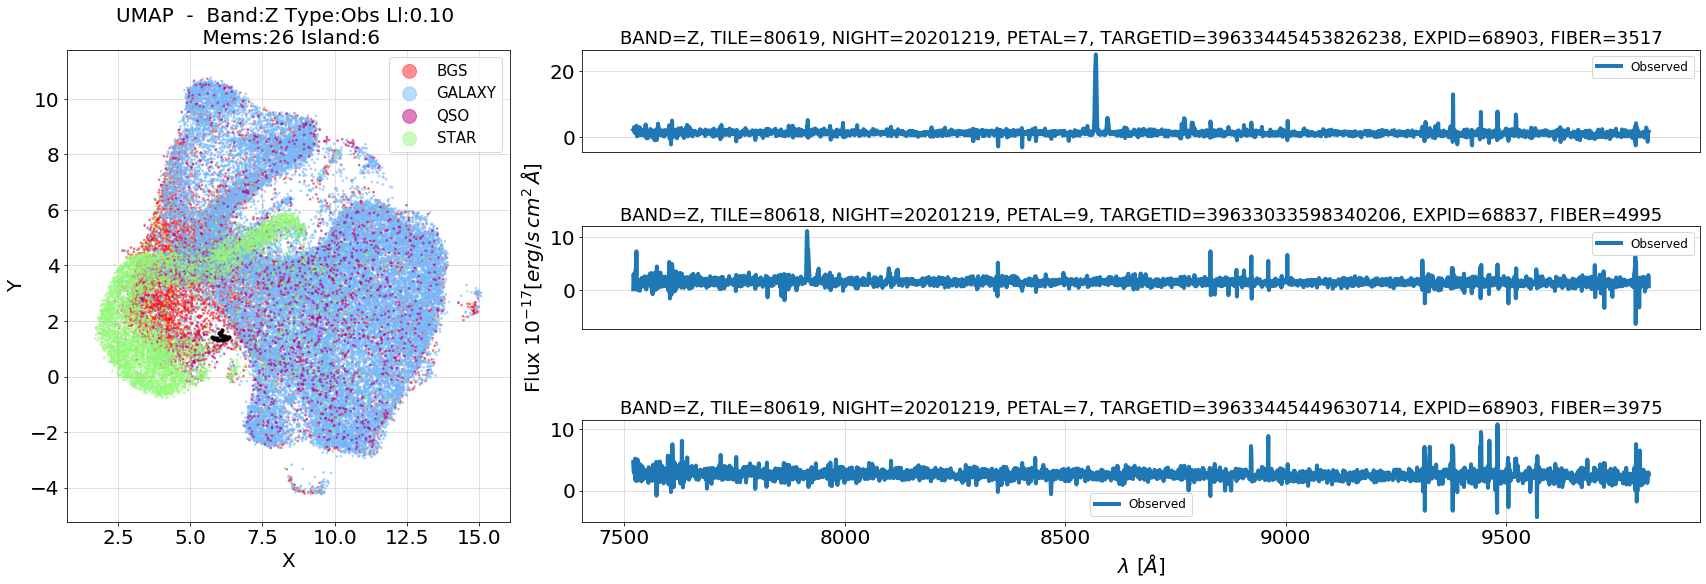 UMAP - Band:Z Type:Obs Ll:0.10
Mems:26 Island:6
BGS
GALAXY
QSO
STAR
10
8
6
4
2
0
−2
−4
Y
2.5 5.0 7.5 10.0 12.5 15.0
X
BAND=Z, TILE=80619, NIGHT=20201219, PETAL=7, TARGETID=39633445453826238, EXPID=68903, FIBER=3517
20
0
Observed
BAND=Z, TILE=80618, NIGHT=20201219, PETAL=9, TARGETID=39633033598340206, EXPID=68837, FIBER=4995
10
0
Observed
Flux 10⁻¹⁷[erg/s cm² Å]
BAND=Z, TILE=80619, NIGHT=20201219, PETAL=7, TARGETID=39633445449630714, EXPID=68903, FIBER=3975
10
0
Observed
7500 8000 8500 9000 9500
λ [Å]